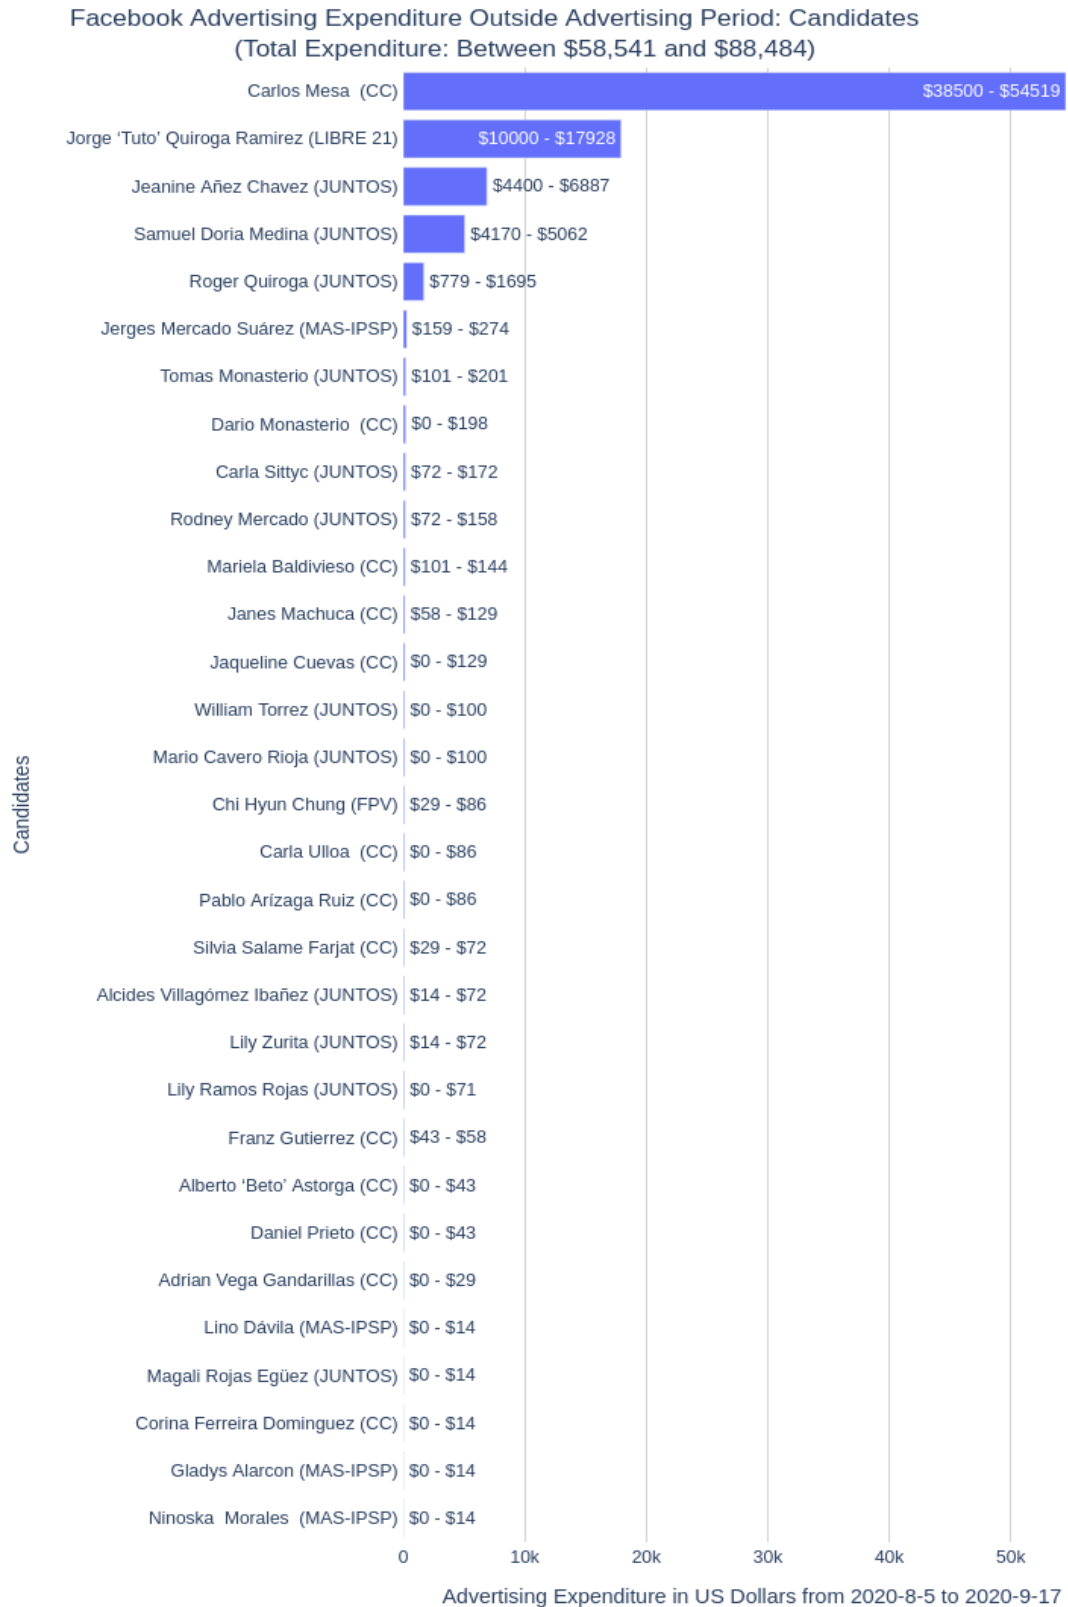 Facebook Advertising Expenditure Outside Advertising Period: Candidates
(Total Expenditure: Between $58,541 and $88,484)
Carlos Mesa  (CC) $38500 - $54519
Jorge ‘Tuto’ Quiroga Ramirez (LIBRE 21) $10000 - $17928
Jeanine Añez Chavez (JUNTOS) $4400 - $6887
Samuel Doria Medina (JUNTOS) $4170 - $5062
Roger Quiroga (JUNTOS) $779 - $1695
Jerges Mercado Suárez (MAS-IPSP) $159 - $274
Tomas Monasterio (JUNTOS) $101 - $201
Dario Monasterio  (CC) $0 - $198
Carla Sittyc (JUNTOS) $72 - $172
Rodney Mercado (JUNTOS) $72 - $158
Mariela Baldivieso (CC) $101 - $144
Janes Machuca (CC) $58 - $129
Jaqueline Cuevas (CC) $0 - $129
William Torrez (JUNTOS) $0 - $100
Mario Cavero Rioja (JUNTOS) $0 - $100
Chi Hyun Chung (FPV) $29 - $86
Carla Ulloa  (CC) $0 - $86
Pablo Arízaga Ruiz (CC) $0 - $86
Silvia Salame Farjat (CC) $29 - $72
Alcides Villagómez Ibañez (JUNTOS) $14 - $72
Lily Zurita (JUNTOS) $14 - $72
Lily Ramos Rojas (JUNTOS) $0 - $71
Franz Gutierrez (CC) $43 - $58
Alberto ‘Beto’ Astorga (CC) $0 - $43
Daniel Prieto (CC) $0 - $43
Adrian Vega Gandarillas (CC) $0 - $29
Lino Dávila (MAS-IPSP) $0 - $14
Magali Rojas Egüez (JUNTOS) $0 - $14
Corina Ferreira Dominguez (CC) $0 - $14
Gladys Alarcon (MAS-IPSP) $0 - $14
Ninoska  Morales  (MAS-IPSP) $0 - $14
Candidates
0 10k 20k 30k 40k 50k
Advertising Expenditure in US Dollars from 2020-8-5 to 2020-9-17